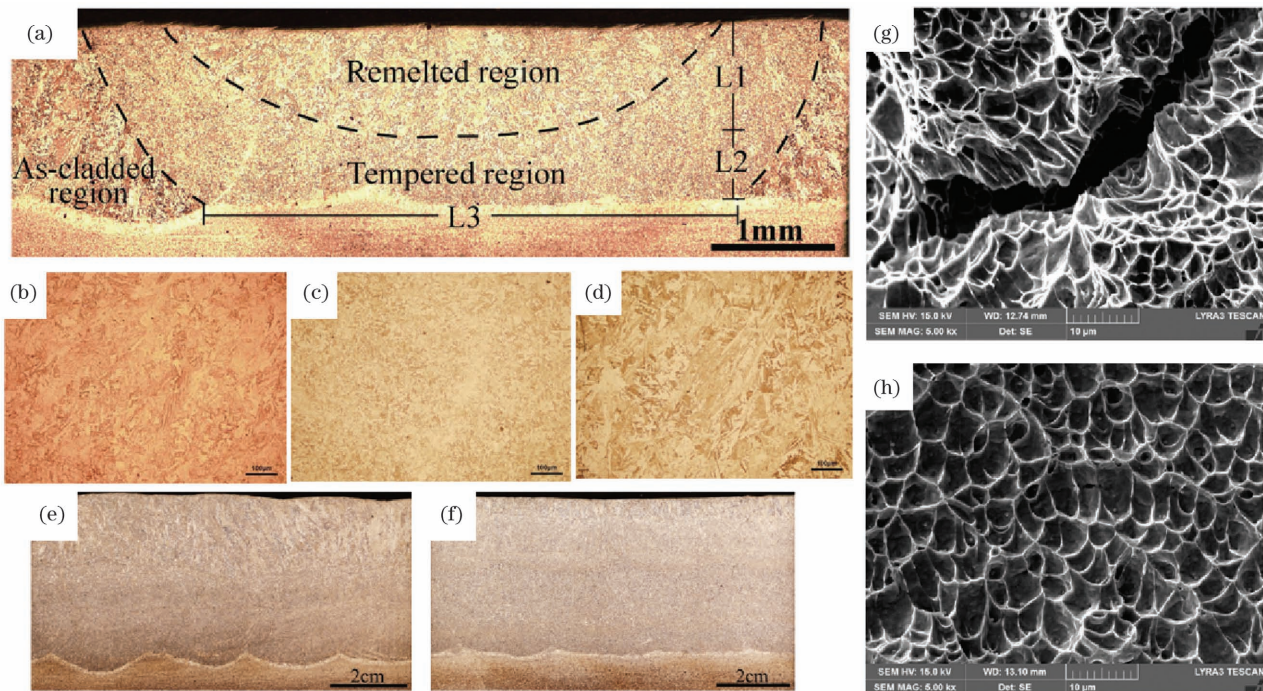 (a)
Remelted region
L1
As-cladded
region
Tempered region
L2
L3
1mm
(b)
100μm
(c)
100μm
(d)
100μm
(e)
2cm
(f)
2cm
(g)
SEM HV: 15.0 kV
WD: 12.74 mm
LYRA3 TESCAN
SEM MAG: 5.00 kx
Det: SE
10 μm
(h)
SEM HV: 15.0 kV
WD: 13.10 mm
LYRA3 TESCAN
SEM MAG: 5.00 kx
Det: SE
10 μm